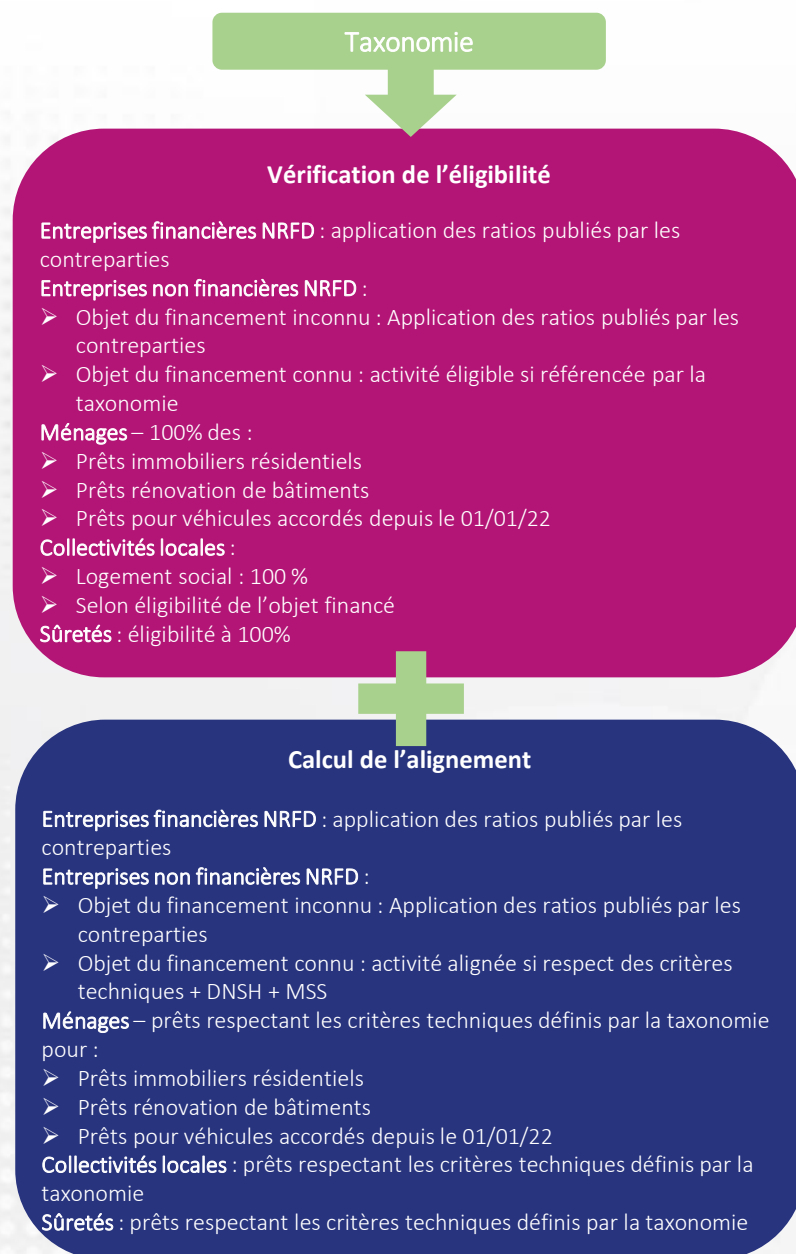 Taxonomie
Vérification de l'éligibilité
Entreprises financières NRFD : application des ratios publiés par les
contreparties
Entreprises non financières NRFD :
➢ Objet du financement inconnu : Application des ratios publiés par les
contreparties
➢ Objet du financement connu : activité éligible si référencée par la
taxonomie
Ménages – 100% des :
➢ Prêts immobiliers résidentiels
➢ Prêts rénovation de bâtiments
➢ Prêts pour véhicules accordés depuis le 01/01/22
Collectivités locales :
➢ Logement social : 100 %
➢ Selon éligibilité de l'objet financé
Sûretés : éligibilité à 100%
Calcul de l'alignement
Entreprises financières NRFD : application des ratios publiés par les
contreparties
Entreprises non financières NRFD :
➢ Objet du financement inconnu : Application des ratios publiés par les
contreparties
➢ Objet du financement connu : activité alignée si respect des critères
techniques + DNSH + MSS
Ménages – prêts respectant les critères techniques définis par la taxonomie
pour :
➢ Prêts immobiliers résidentiels
➢ Prêts rénovation de bâtiments
➢ Prêts pour véhicules accordés depuis le 01/01/22
Collectivités locales : prêts respectant les critères techniques définis par la
taxonomie
Sûretés : prêts respectant les critères techniques définis par la taxonomie